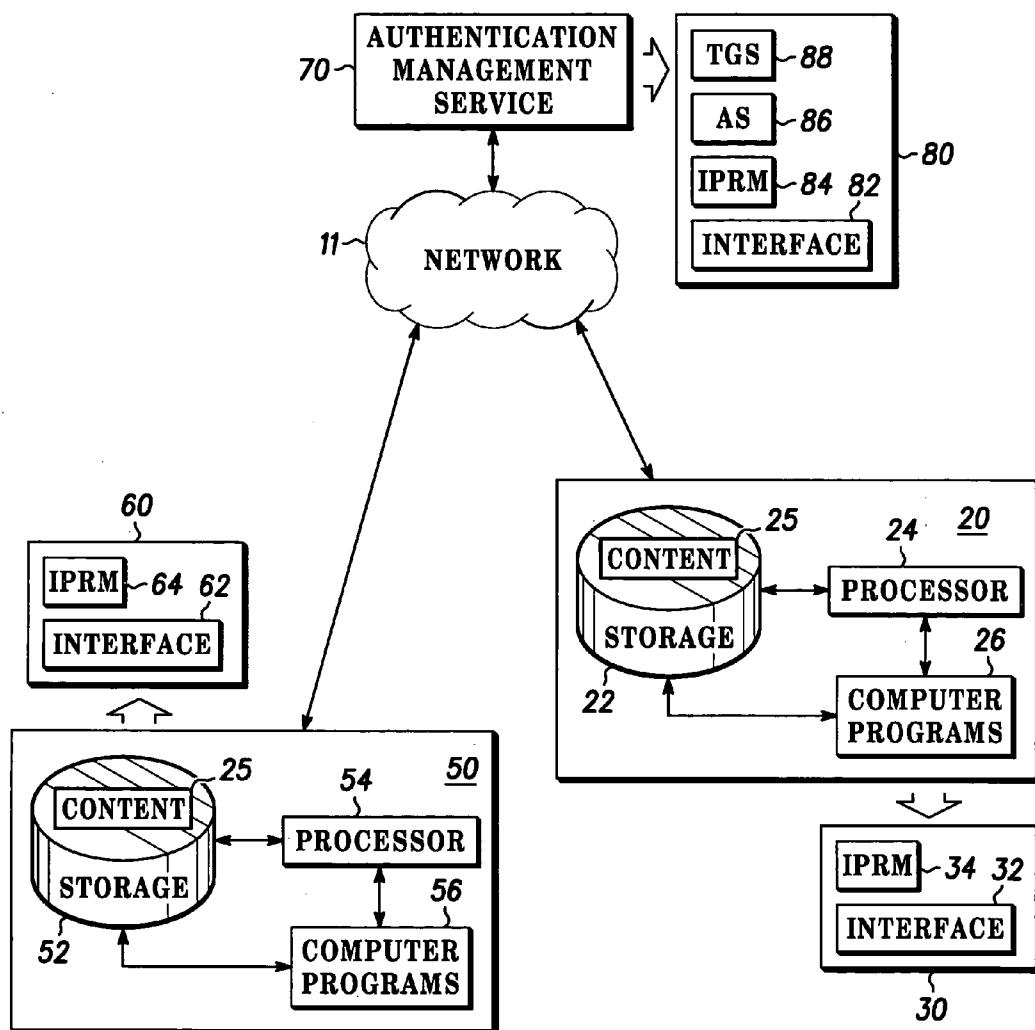 AUTHENTICATION
MANAGEMENT
SERVICE
70
TGS
88
AS
86
IPRM
84
82
INTERFACE
80
11
NETWORK
60
IPRM
64
62
INTERFACE
25
20
CONTENT
24
PROCESSOR
STORAGE
22
26
COMPUTER
PROGRAMS
25
50
CONTENT
54
PROCESSOR
STORAGE
52
56
COMPUTER
PROGRAMS
IPRM
34
32
INTERFACE
30